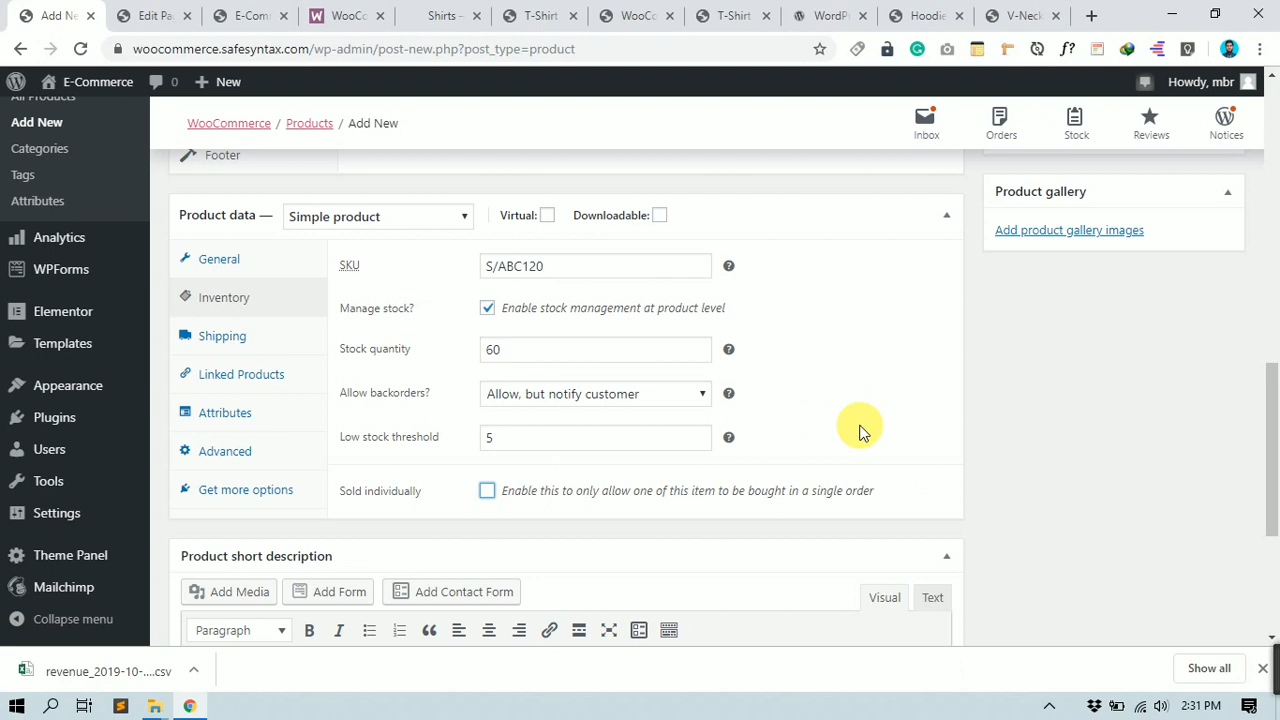 Add Nev
Edit Pa
E-Com
WooCo
Shirts –
T-Shirt
WooCo
T-Shirt
WordP
Hoodie
V-Neck
woocommerce.safesyntax.com/wp-admin/post-new.php?post_type=product
E-Commerce
0
New
Howdy, mbr
All Products
Add New
Categories
Tags
Attributes
Analytics
WPForms
Elementor
Templates
Appearance
Plugins
Users
Tools
Settings
Theme Panel
Mailchimp
Collapse menu
WooCommerce / Products / Add New
Inbox
Orders
Stock
Reviews
Notices
Footer
Product data —
Simple product
Virtual:
Downloadable:
General
Inventory
Shipping
Linked Products
Attributes
Advanced
Get more options
SKU
S/ABC120
Manage stock?
Enable stock management at product level
Stock quantity
60
Allow backorders?
Allow, but notify customer
Low stock threshold
5
Sold individually
Enable this to only allow one of this item to be bought in a single order
Product gallery
Add product gallery images
Product short description
Add Media
Add Form
Add Contact Form
Visual
Text
Paragraph
revenue_2019-10-....csv
Show all
2:31 PM